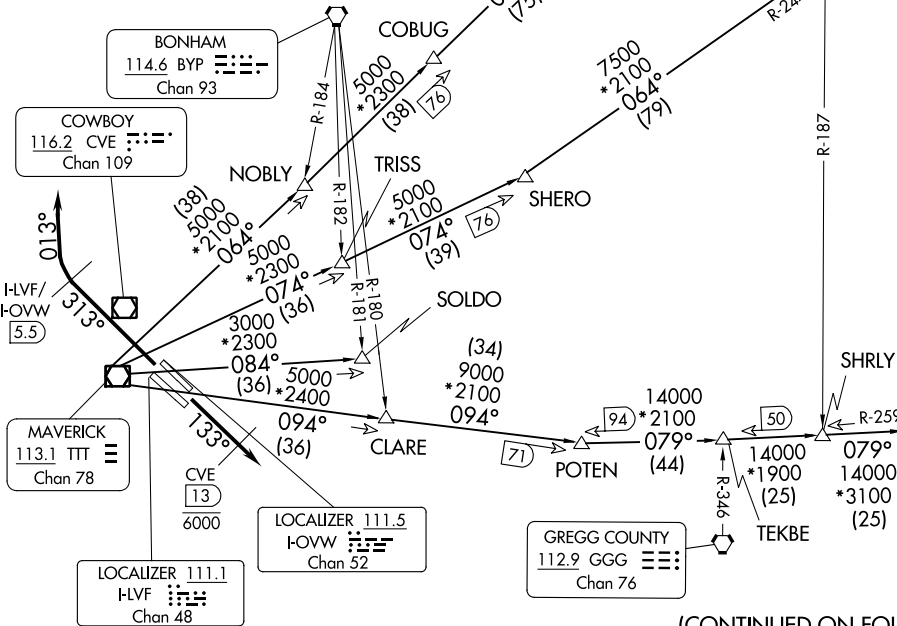 BONHAM
114.6 BYP
Chan 93
COWBOY
116.2 CVE
Chan 109
COBUG
5000
*2300
(38)
76
(75)
7500
*2100
064°
(79)
R-187
R-184
NOBLY
TRISS
R-182
5000
*2100
074°
(39)
76
SHERO
(38)
5000
*2100
064°
013°
I-LVF/
I-OVW
5.5
313°
5000
*2300
074°
(36)
R-181
R-180
SOLDO
3000
*2300
084°
(36)
5000
*2400
094°
(36)
CLARE
(34)
9000
*2100
094°
71
94
14000
*2100
079°
(44)
POTEN
50
14000
*1900
(25)
SHRLY
R-259
079°
14000
*3100
(25)
TEKBE
R-346
MAVERICK
113.1 TTT
Chan 78
133°
CVE
13
6000
LOCALIZER 111.5
I-OVW
Chan 52
LOCALIZER 111.1
I-LVF
Chan 48
GREGG COUNTY
112.9 GGG
Chan 76